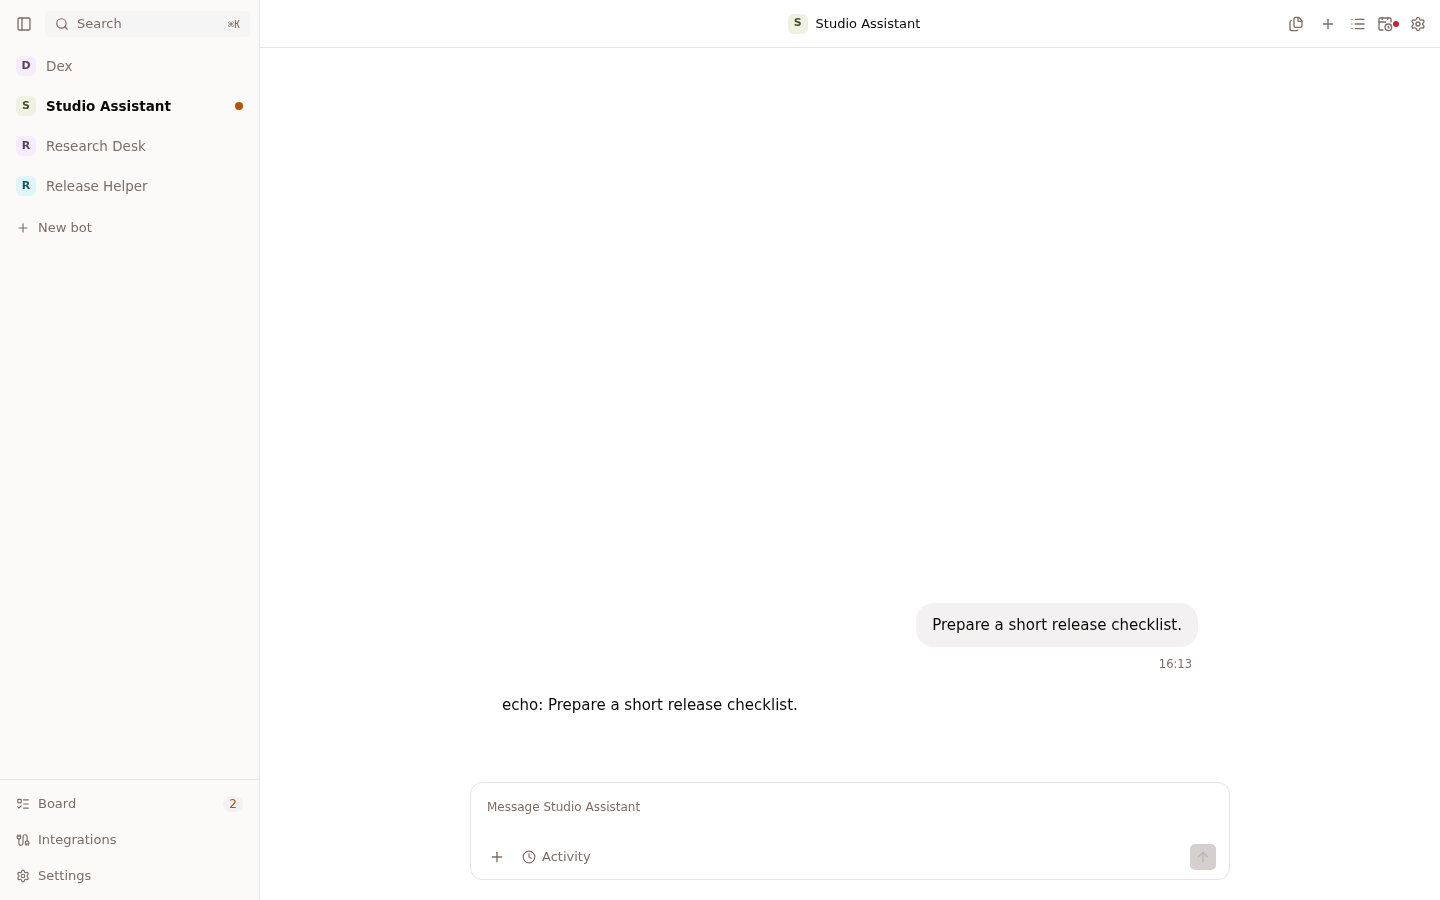 Search
⌘K
D
Dex
S
Studio Assistant
R
Research Desk
R
Release Helper
New bot
Board
2
Integrations
Settings
S
Studio Assistant
Prepare a short release checklist.
16:13
echo: Prepare a short release checklist.
Message Studio Assistant
Activity